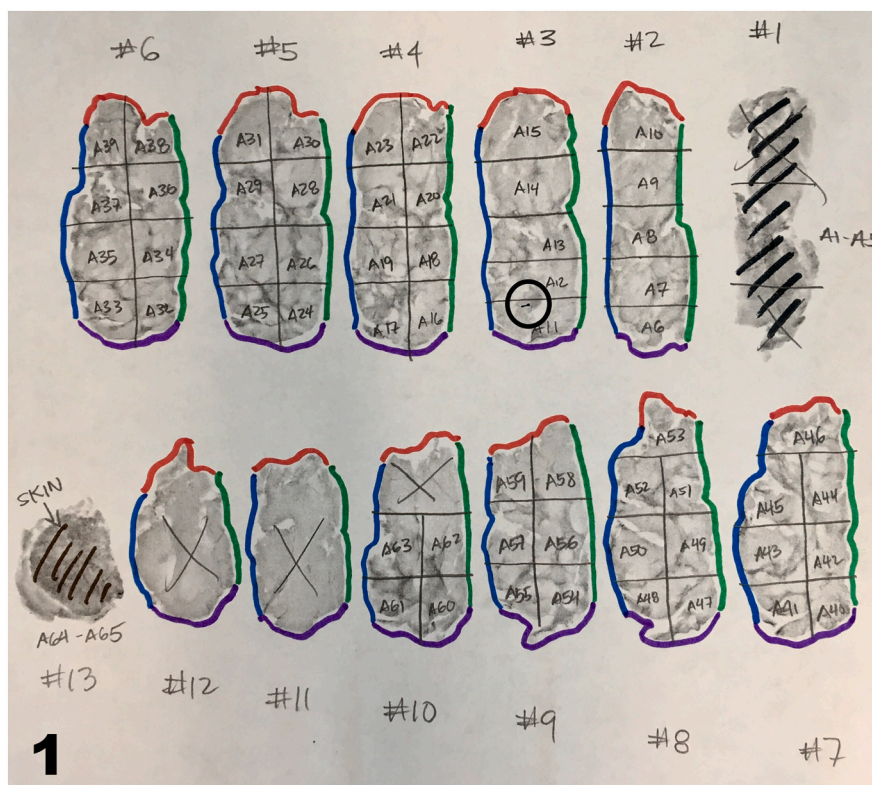 #6 #5 #4 #3 #2 #1
A39 A38 A31 A30 A23 A22 A15 A10
A37 A36 A29 A28 A21 A20 A14 A9
A35 A34 A27 A26 A19 A18 A13 A8 A1-A5
A33 A32 A25 A24 A17 A16 A12 A7
A11 A6
A53 A46
SKIN A59 A58 A52 A51 A45 A44
A63 A62 A57 A56 A50 A49 A43 A42
A61 A60 A55 A54 A48 A47 A41 A40
A64-A65
#13 #12 #11 #10 #9 #8 #7
1